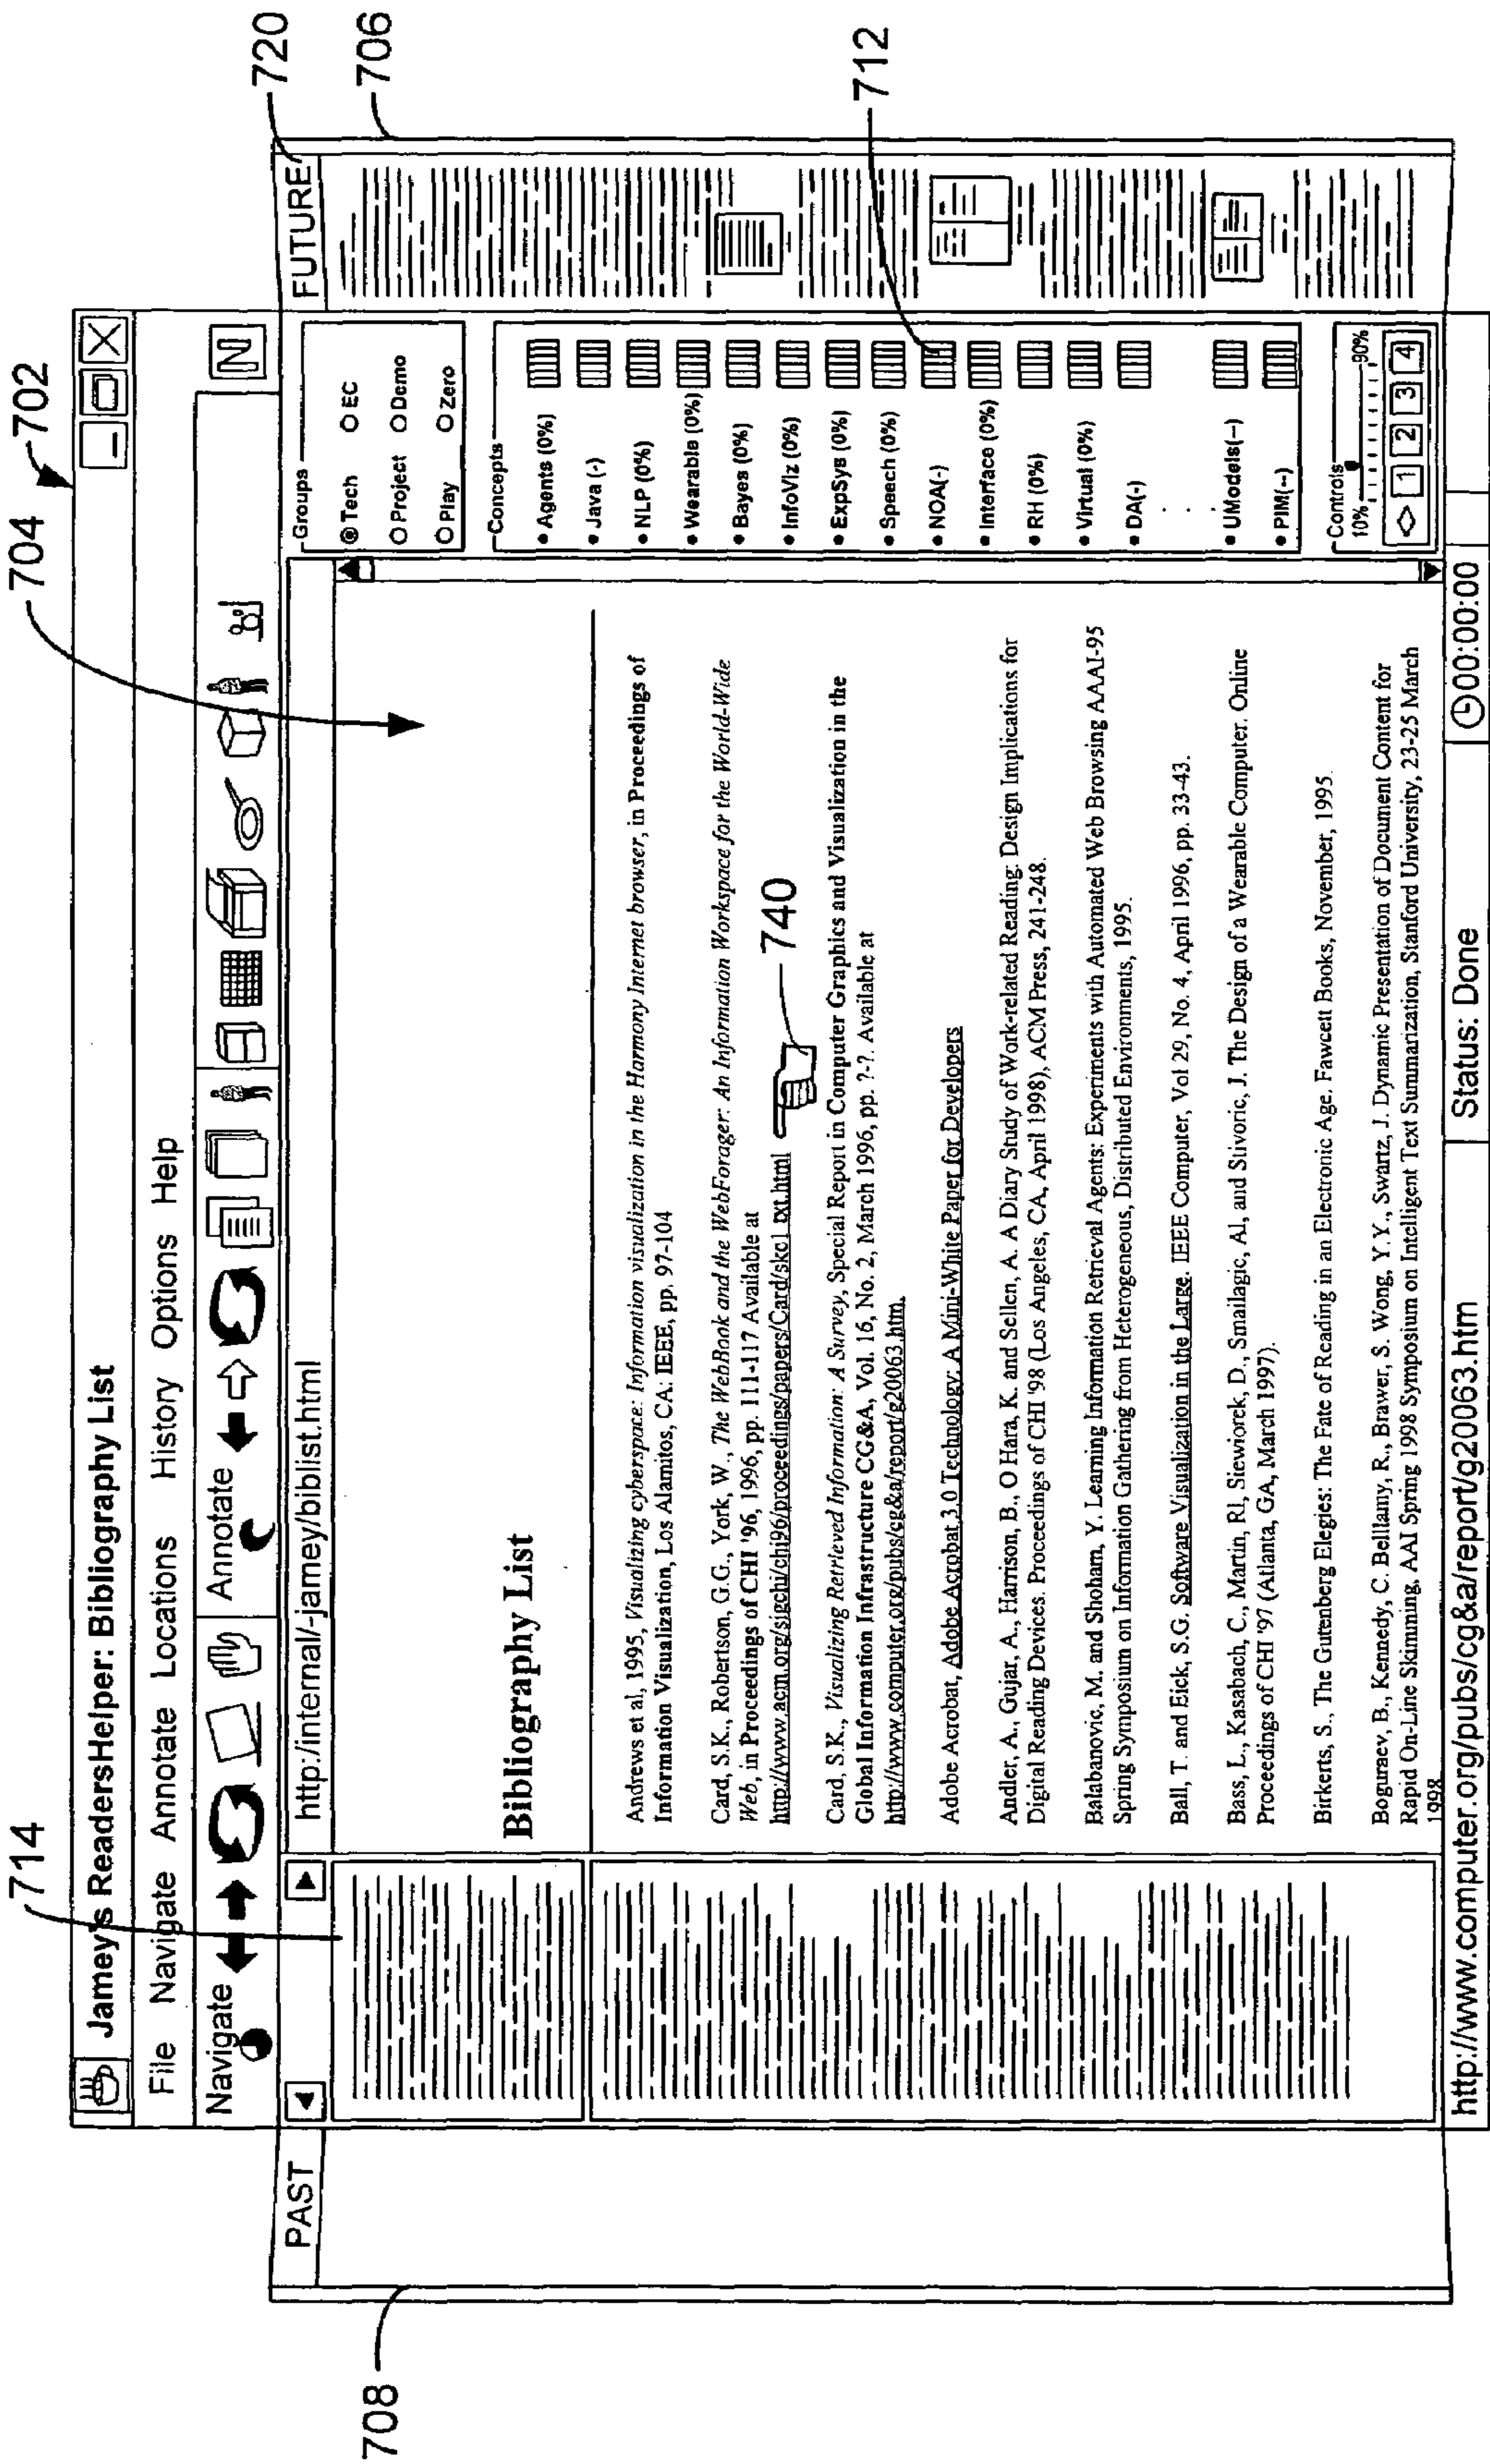 702
704
714
720
706
712
740
708
Jamey's ReadersHelper: Bibliography List
File Navigate Annotate Locations History Options Help
Navigate
Annotate
N
PAST
http:/internal/-jamey/biblist.html
FUTURE
Bibliography List
Andrews et al, 1995, Visualizing cyberspace: Information visualization in the Harmony Internet browser, in Proceedings of
Information Visualization, Los Alamitos, CA: IEEE, pp. 97-104
Card, S.K., Robertson, G.G., York, W., The WebRook and the WebForager: An Information Workspace for the World-Wide
Web, in Proceedings of CHI '96, 1996, pp. 111-117 Available at
http://www.acm.org/sigchi/chi96/proceedings/papers/Card/skc1 txt.html
Card, S.K., Visualizing Retrieved Information: A Survey, Special Report in Computer Graphics and Visualization in the
Global Information Infrastructure CG&A, Vol. 16, No. 2, March 1996, pp. ?-?. Available at
http://www.computer.org/pubs/cg&a/report/g20063.htm.
Adobe Acrobat, Adobe Acrobat 3.0 Technology: A Mini-White Paper for Developers
Andler, A., Gujar, A., Harrison, B., O Hara, K. and Sellen, A. A Diary Study of Work-related Reading: Design Implications for
Digital Reading Devices. Proceedings of CHI '98 (Los Angeles, CA, April 1998), ACM Press, 241-248.
Balabanovic, M. and Shoham, Y. Learning Information Retrieval Agents: Experiments with Automated Web Browsing AAAI-95
Spring Symposium on Information Gathering from Heterogeneous, Distributed Environments, 1995.
Ball, T. and Eick, S.G. Software Visualization in the Large. IEEE Computer, Vol 29, No. 4, April 1996, pp. 33-43.
Bass, L., Kasabach, C., Martin, Rl, Siewiorek, D., Smailagic, Al, and Stivoric, J. The Design of a Wearable Computer. Online
Proceedings of CHI '97 (Atlanta, GA, March 1997).
Birkerts, S., The Gutenberg Elegies: The Fate of Reading in an Electronic Age. Fawcett Books, November, 1995.
Boguraev, B., Kennedy, C. Belltamy, R., Brawer, S. Wong, Y.Y., Swartz, J. Dynamic Presentation of Document Content for
Rapid On-Line Skimming, AAI Spring 1998 Symposium on Intelligent Text Summarization, Stanford University, 23-25 March
1998
Groups
Tech EC
Project Demo
Play Zero
Concepts
• Agents (0%)
• Java (-)
• NLP (0%)
• Wearable (0%)
• Bayes (0%)
• InfoViz (0%)
• ExpSys (0%)
• Speech (0%)
• NOA(-)
• Interface (0%)
• RH (0%)
• Virtual (0%)
• DA(-)
• UModels(--)
• PIM(--)
Controls
10% 90%
<> 1 2 3 4
http://www.computer.org/pubs/cg&a/report/g20063.htm Status: Done 00:00:00